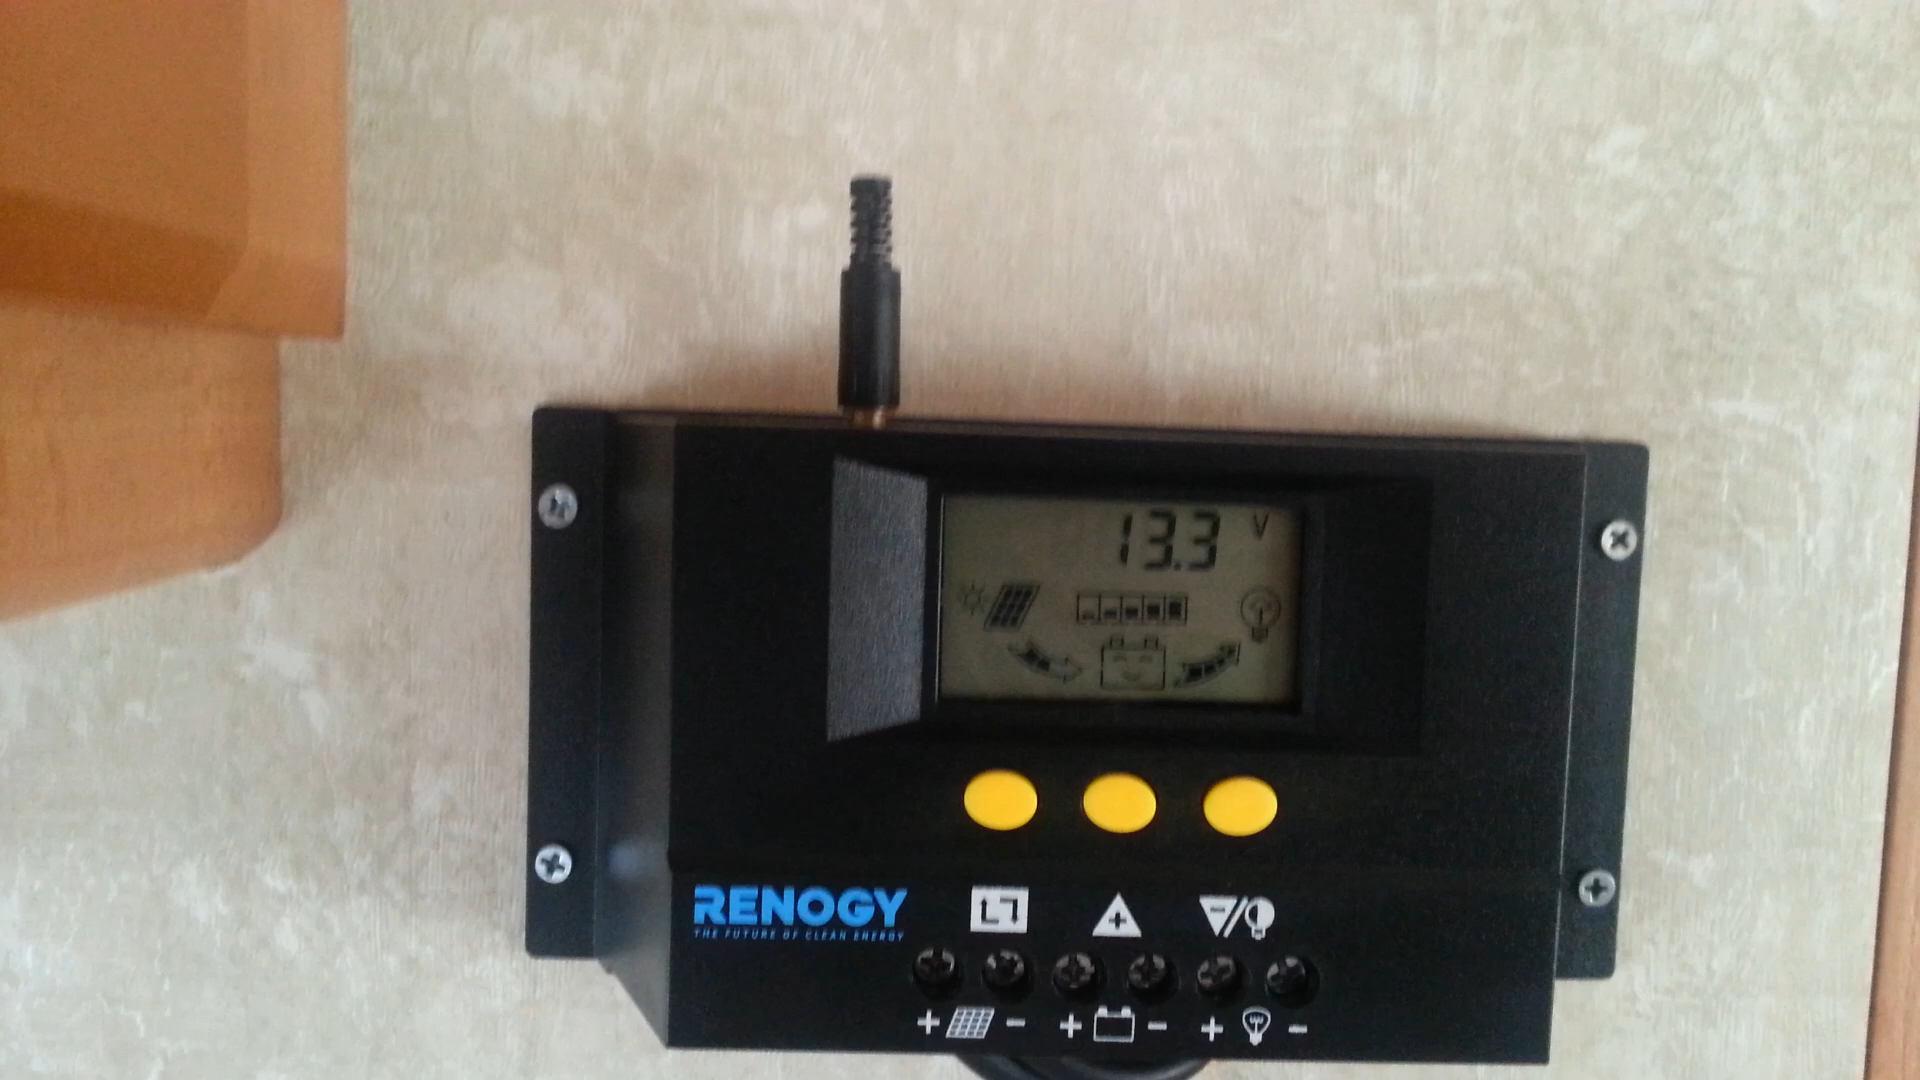 13.3 V
RENOGY
THE FUTURE OF CLEAN ENERGY
+ - + - + -